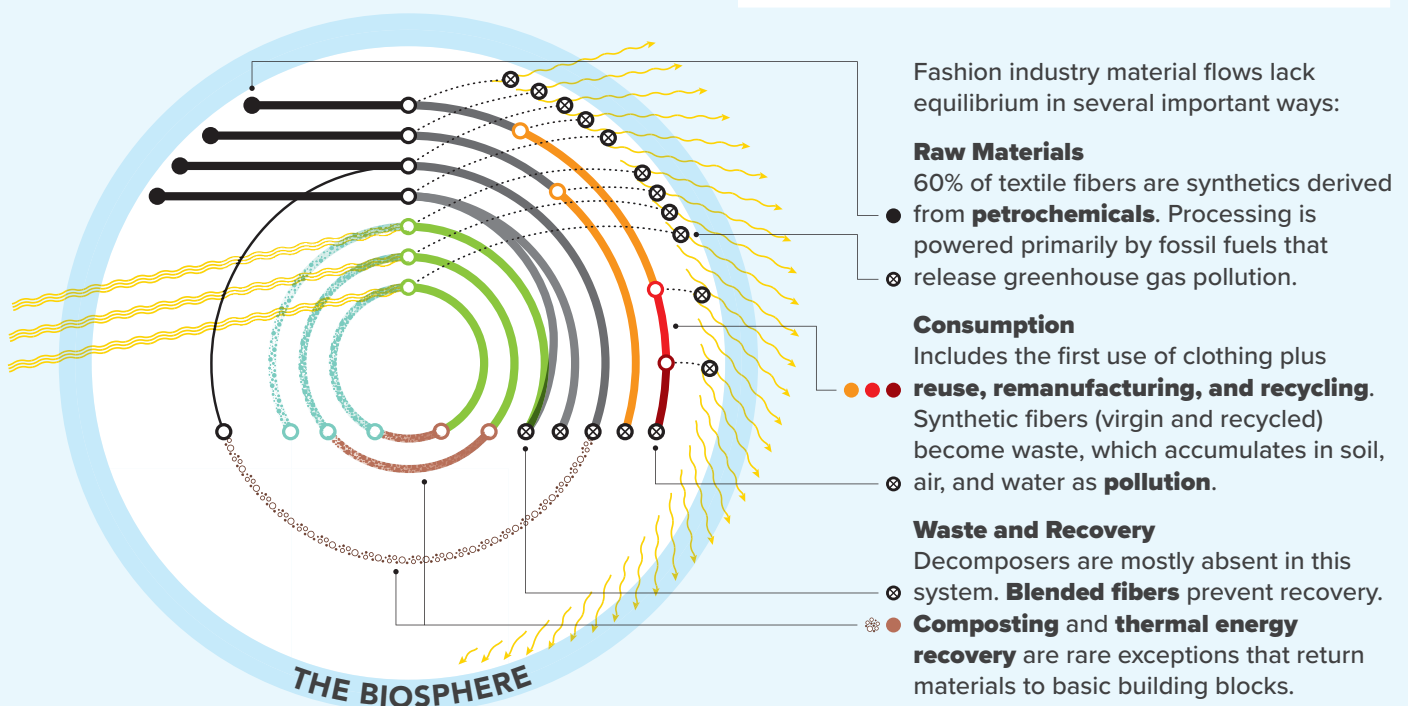 Fashion industry material flows lack
equilibrium in several important ways:
Raw Materials
60% of textile fibers are synthetics derived
from petrochemicals. Processing is
powered primarily by fossil fuels that
release greenhouse gas pollution.
Consumption
Includes the first use of clothing plus
reuse, remanufacturing, and recycling.
Synthetic fibers (virgin and recycled)
become waste, which accumulates in soil,
air, and water as pollution.
Waste and Recovery
Decomposers are mostly absent in this
system. Blended fibers prevent recovery.
Composting and thermal energy
recovery are rare exceptions that return
materials to basic building blocks.
THE BIOSPHERE